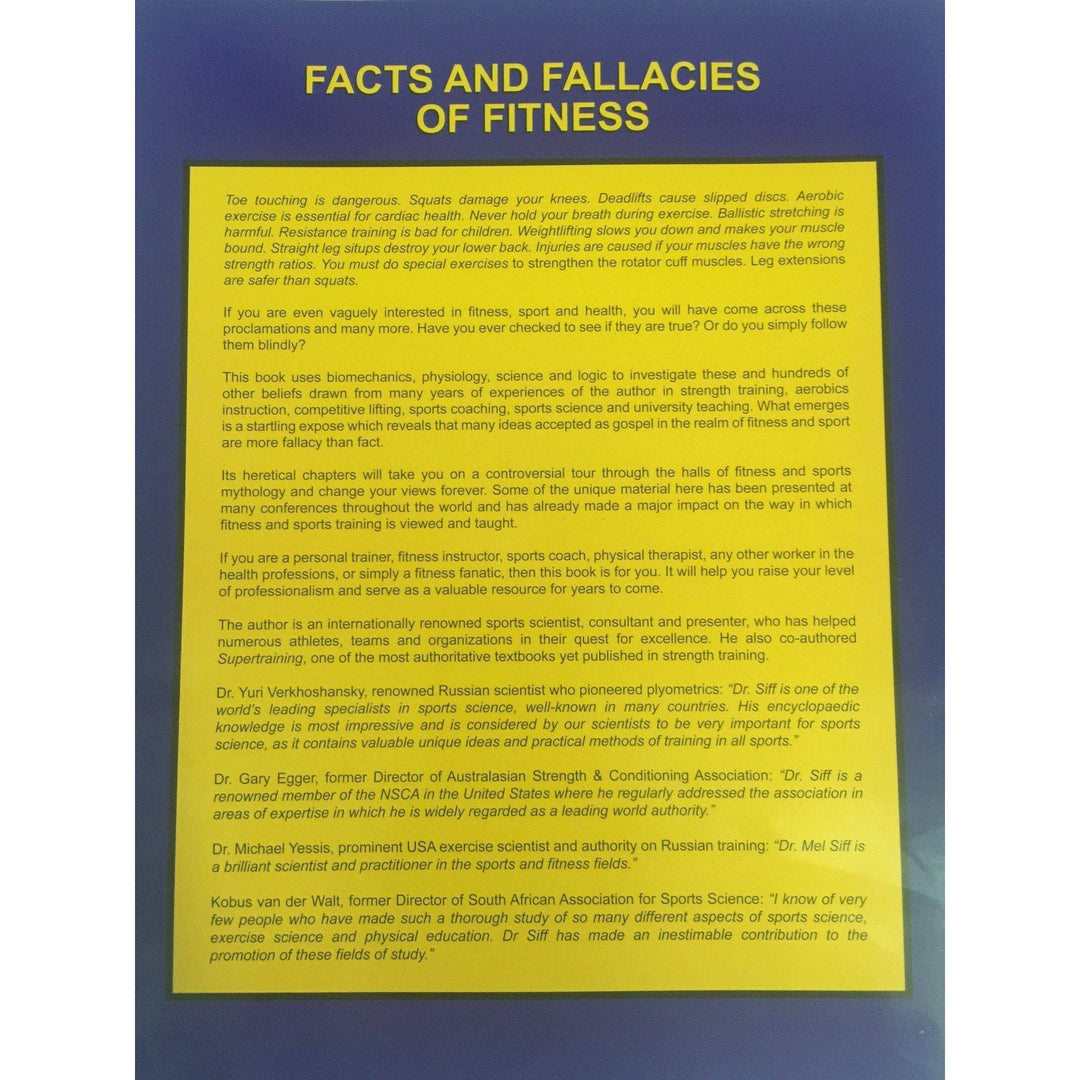 FACTS AND FALLACIES
OF FITNESS
Toe touching is dangerous. Squats damage your knees. Deadlifts cause slipped discs. Aerobic
exercise is essential for cardiac health. Never hold your breath during exercise. Ballistic stretching is
harmful. Resistance training is bad for children. Weightlifting slows you down and makes your muscle
bound. Straight leg situps destroy your lower back. Injuries are caused if your muscles have the wrong
strength ratios. You must do special exercises to strengthen the rotator cuff muscles. Leg extensions
are safer than squats.
If you are even vaguely interested in fitness, sport and health, you will have come across these
proclamations and many more. Have you ever checked to see if they are true? Or do you simply follow
them blindly?
This book uses biomechanics, physiology, science and logic to investigate these and hundreds of
other beliefs drawn from many years of experiences of the author in strength training, aerobics
instruction, competitive lifting, sports coaching, sports science and university teaching. What emerges
is a startling expose which reveals that many ideas accepted as gospel in the realm of fitness and sport
are more fallacy than fact.
Its heretical chapters will take you on a controversial tour through the halls of fitness and sports
mythology and change your views forever. Some of the unique material here has been presented at
many conferences throughout the world and has already made a major impact on the way in which
fitness and sports training is viewed and taught.
If you are a personal trainer, fitness instructor, sports coach, physical therapist, any other worker in the
health professions, or simply a fitness fanatic, then this book is for you. It will help you raise your level
of professionalism and serve as a valuable resource for years to come.
The author is an internationally renowned sports scientist, consultant and presenter, who has helped
numerous athletes, teams and organizations in their quest for excellence. He also co-authored
Supertraining, one of the most authoritative textbooks yet published in strength training.
Dr. Yuri Verkhoshansky, renowned Russian scientist who pioneered plyometrics: “Dr. Siff is one of the
world’s leading specialists in sports science, well-known in many countries. His encyclopaedic
knowledge is most impressive and is considered by our scientists to be very important for sports
science, as it contains valuable unique ideas and practical methods of training in all sports.”
Dr. Gary Egger, former Director of Australasian Strength & Conditioning Association: “Dr. Siff is a
renowned member of the NSCA in the United States where he regularly addressed the association in
areas of expertise in which he is widely regarded as a leading world authority.”
Dr. Michael Yessis, prominent USA exercise scientist and authority on Russian training: “Dr. Mel Siff is
a brilliant scientist and practitioner in the sports and fitness fields.”
Kobus van der Walt, former Director of South African Association for Sports Science: “I know of very
few people who have made such a thorough study of so many different aspects of sports science,
exercise science and physical education. Dr Siff has made an inestimable contribution to the
promotion of these fields of study.”